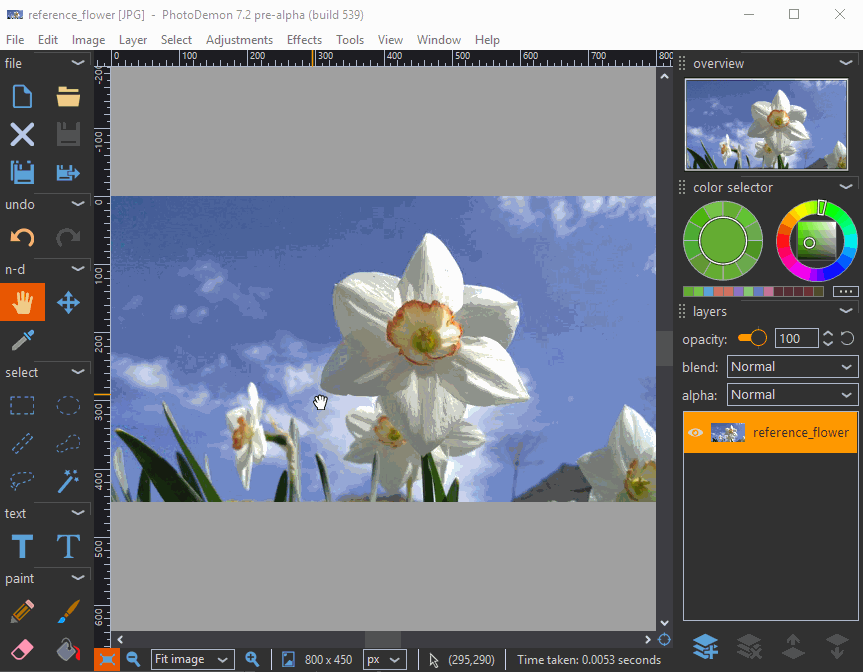 reference_flower [JPG] - PhotoDemon 7.2 pre-alpha (build 539)
File Edit Image Layer Select Adjustments Effects Tools View Window Help
file
undo
n-d
select
text
T T
paint
0 100 200 300 400 500 600 700 800
-200
-100
0
100
200
300
400
500
600
overview
color selector
layers
opacity: 100
blend: Normal
alpha: Normal
reference_flower
Fit image 800 x 450 px (295,290) Time taken: 0.0053 seconds